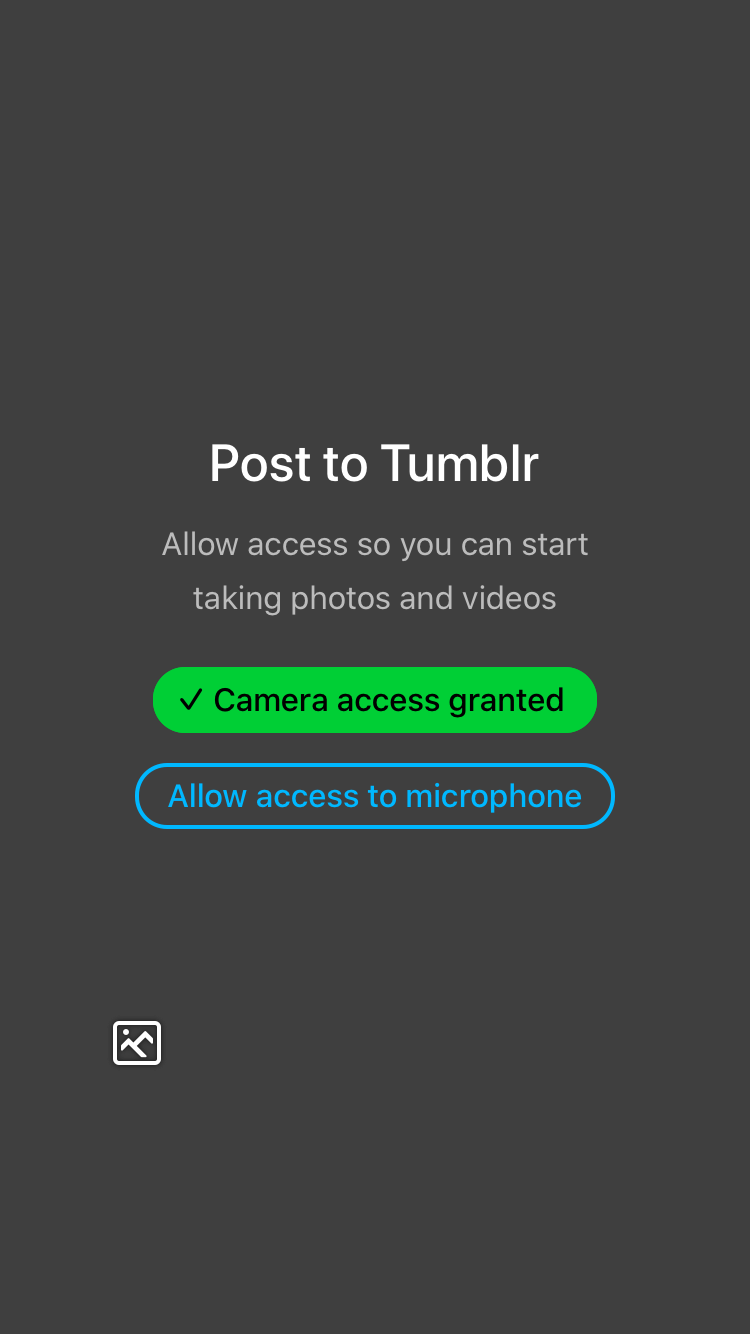 Post to Tumblr
Allow access so you can start
taking photos and videos
✓ Camera access granted
Allow access to microphone